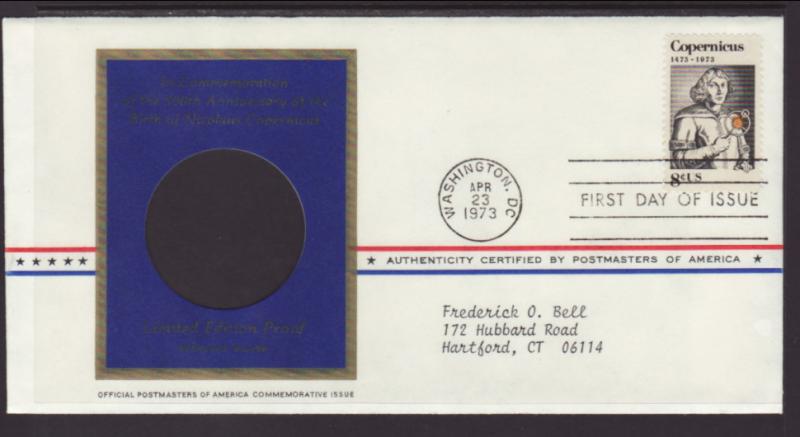 In Commemoration
of the 500th Anniversary of the
Birth of Nicolaus Copernicus
Limited Edition Proof
OFFICIAL POSTMASTERS OF AMERICA COMMEMORATIVE ISSUE
Copernicus
1473-1973
8¢US
WASHINGTON, DC
APR
23
1973
FIRST DAY OF ISSUE
AUTHENTICITY CERTIFIED BY POSTMASTERS OF AMERICA
Frederick O. Bell
172 Hubbard Road
Hartford, CT 06114